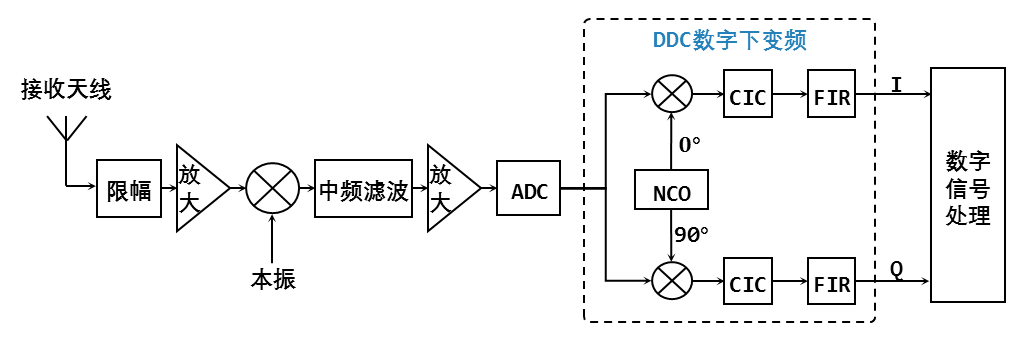 DDC数字下变频
接收天线
限幅
放
大
本振
中频滤波
放
大
ADC
0°
NCO
90°
CIC
FIR
I
CIC
FIR
Q
数字
信号
处理